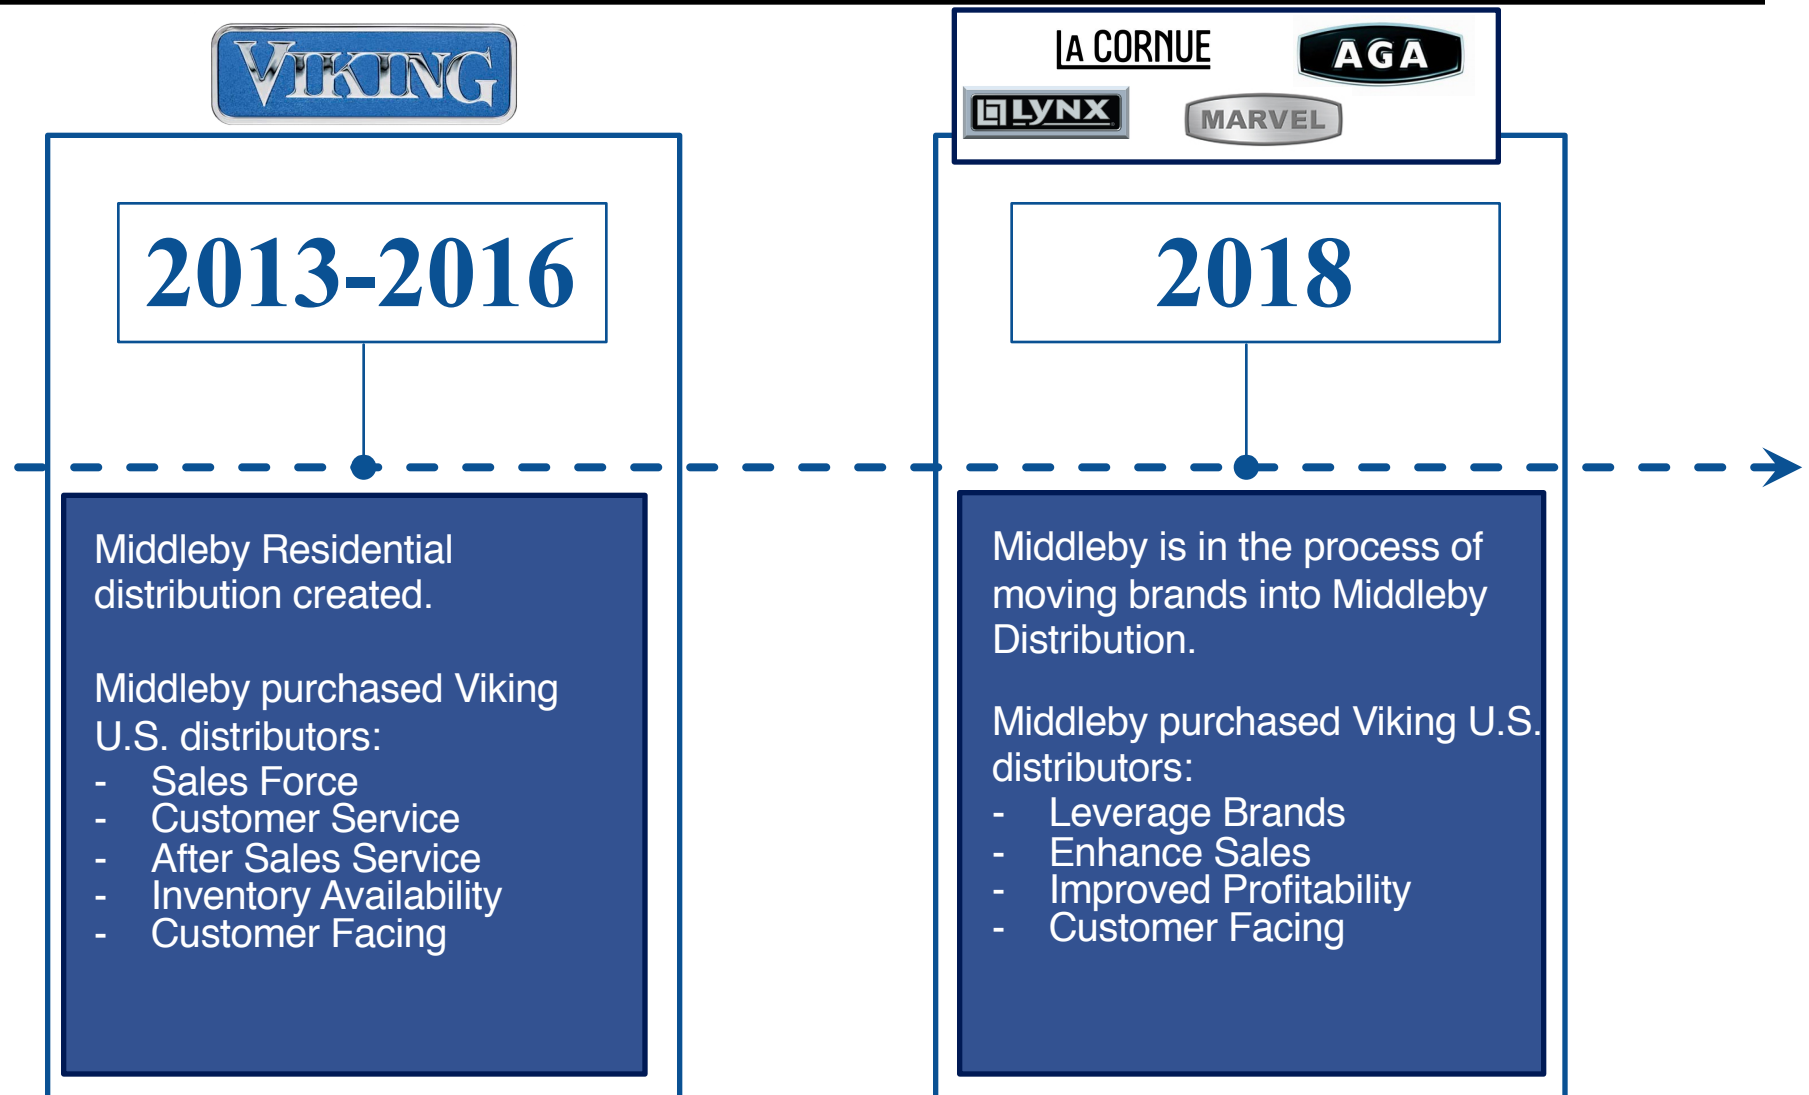 VIKING
2013-2016
Middleby Residential
distribution created.
Middleby purchased Viking
U.S. distributors:
- Sales Force
- Customer Service
- After Sales Service
- Inventory Availability
- Customer Facing
LA CORNUE
AGA
LYNX
MARVEL
2018
Middleby is in the process of
moving brands into Middleby
Distribution.
Middleby purchased Viking U.S.
distributors:
- Leverage Brands
- Enhance Sales
- Improved Profitability
- Customer Facing